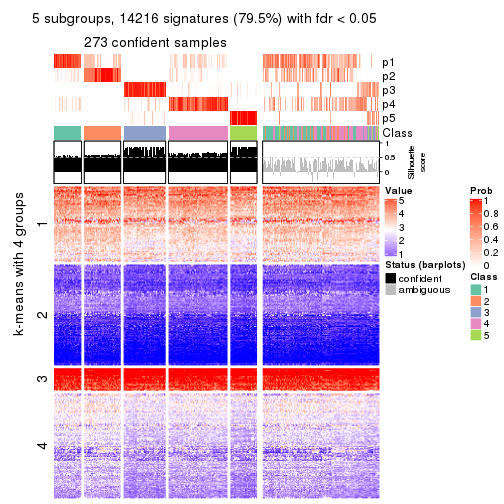 5 subgroups, 14216 signatures (79.5%) with fdr < 0.05
273 confident samples
p1
p2
p3
p4
p5
Class
1
0.5
0
Silhouette
score
k-means with 4 groups
1
2
3
4
Value
5
4
3
2
1
Status (barplots)
confident
ambiguous
Prob
1
0.8
0.6
0.4
0.2
0
Class
1
2
3
4
5